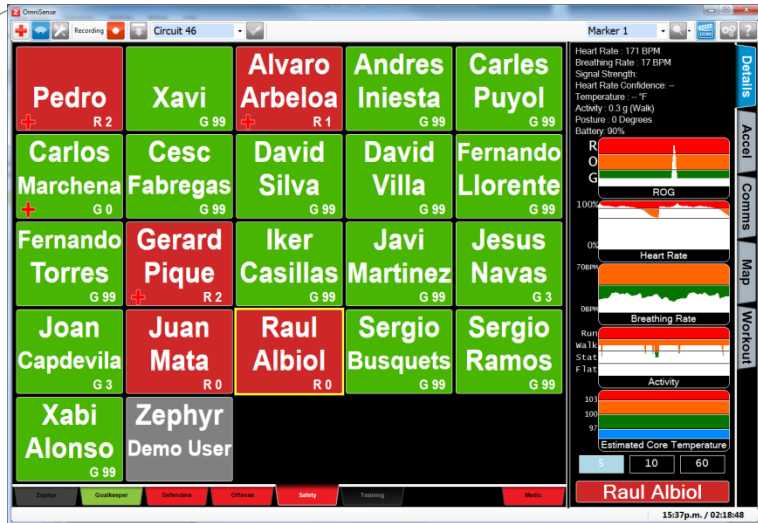 OmniSense
Recording
Circuit 46
Marker 1
Pedro
R 2
Xavi
G 99
Alvaro
Arbeloa
R 1
Andres
Iniesta
G 99
Carles
Puyol
G 99
Carlos
Marchena
G 0
Cesc
Fabregas
G 99
David
Silva
G 99
David
Villa
G 99
Fernando
Llorente
G 99
Fernando
Torres
G 99
Gerard
Pique
R 2
Iker
Casillas
G 99
Javi
Martinez
G 99
Jesus
Navas
G 3
Joan
Capdevila
G 3
Juan
Mata
R 0
Raul
Albiol
R 0
Sergio
Busquets
G 99
Sergio
Ramos
G 99
Xabi
Alonso
G 99
Zephyr
Demo User
Zephyr
Goalkeeper
Defenders
Offense
Safety
Training
Medic
Heart Rate : 171 BPM
Breathing Rate : 17 BPM
Signal Strength:
Heart Rate Confidence: --
Temperature : -- °F
Activity : 0.3 g (Walk)
Posture : 0 Degrees
Battery: 90%
R
O
G
ROG
100%
0%
Heart Rate
70BPM
0BPM
Breathing Rate
Run
Walk
Stat
Flat
Activity
103
100
97
Estimated Core Temperature
5
10
60
Raul Albiol
Details
Accel
Comms
Map
Workout
15:37p.m. / 02:18:48